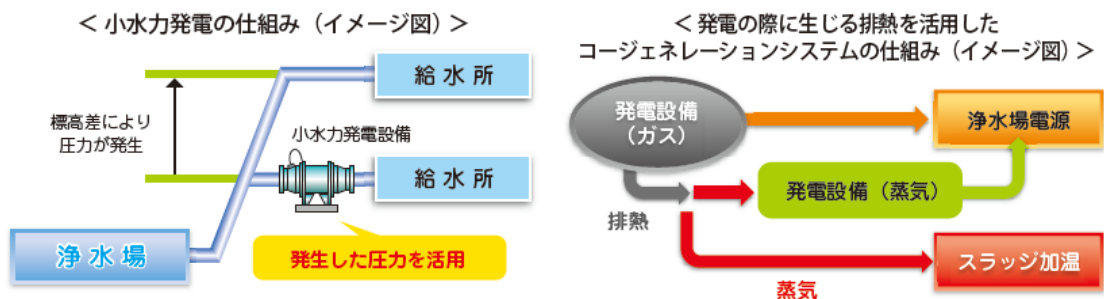 ＜小水力発電の仕組み（イメージ図）＞
給水所
標高差により
圧力が発生
小水力発電設備
給水所
浄水場
発生した圧力を活用
＜発電の際に生じる排熱を活用した
コージェネレーションシステムの仕組み（イメージ図）＞
発電設備
（ガス）
浄水場電源
発電設備（蒸気）
排熱
スラッジ加温
蒸気